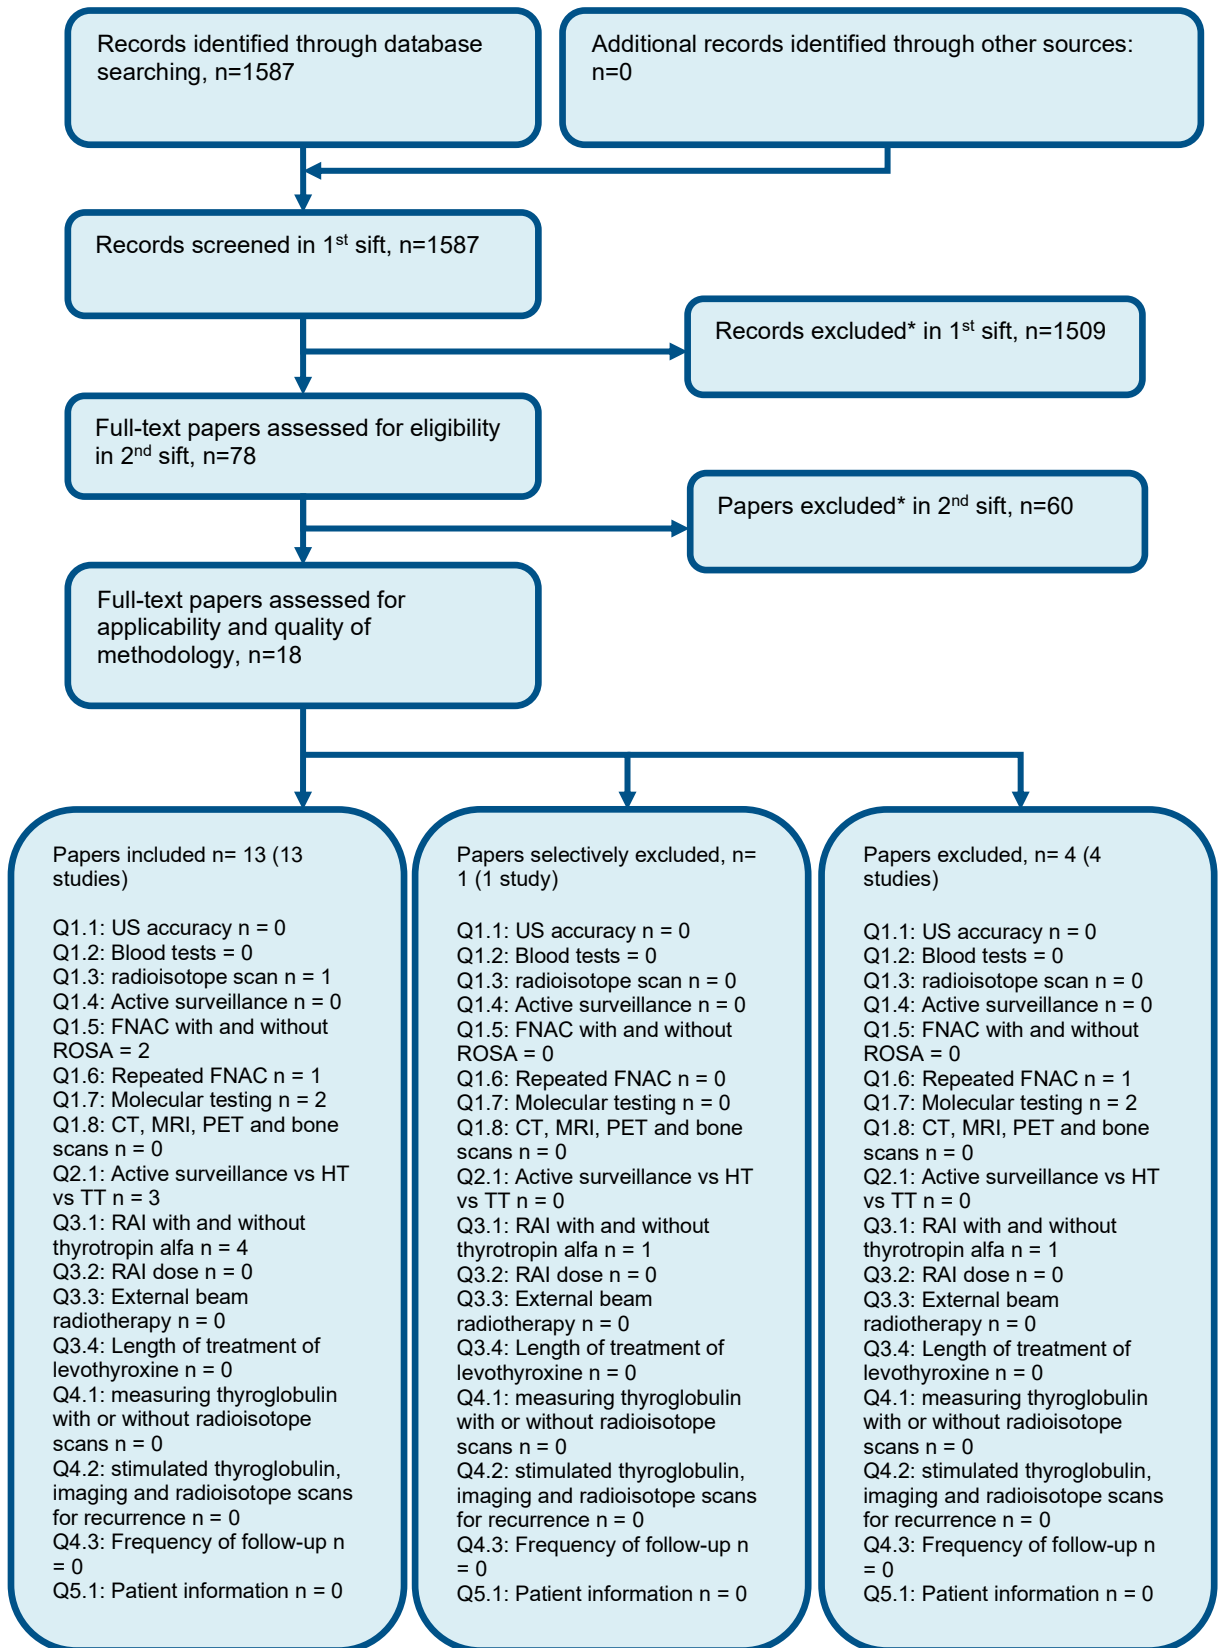 Records identified through database
searching, n=1587
Additional records identified through other sources:
n=0
Records screened in 1st sift, n=1587
Records excluded* in 1st sift, n=1509
Full-text papers assessed for eligibility
in 2nd sift, n=78
Papers excluded* in 2nd sift, n=60
Full-text papers assessed for
applicability and quality of
methodology, n=18
Papers included n= 13 (13
studies)
Q1.1: US accuracy n = 0
Q1.2: Blood tests = 0
Q1.3: radioisotope scan n = 1
Q1.4: Active surveillance n = 0
Q1.5: FNAC with and without
ROSA = 2
Q1.6: Repeated FNAC n = 1
Q1.7: Molecular testing n = 2
Q1.8: CT, MRI, PET and bone
scans n = 0
Q2.1: Active surveillance vs HT
vs TT n = 3
Q3.1: RAI with and without
thyrotropin alfa n = 4
Q3.2: RAI dose n = 0
Q3.3: External beam
radiotherapy n = 0
Q3.4: Length of treatment of
levothyroxine n = 0
Q4.1: measuring thyroglobulin
with or without radioisotope
scans n = 0
Q4.2: stimulated thyroglobulin,
imaging and radioisotope scans
for recurrence n = 0
Q4.3: Frequency of follow-up n
= 0
Q5.1: Patient information n = 0
Papers selectively excluded, n=
1 (1 study)
Q1.1: US accuracy n = 0
Q1.2: Blood tests = 0
Q1.3: radioisotope scan n = 0
Q1.4: Active surveillance n = 0
Q1.5: FNAC with and without
ROSA = 0
Q1.6: Repeated FNAC n = 0
Q1.7: Molecular testing n = 0
Q1.8: CT, MRI, PET and bone
scans n = 0
Q2.1: Active surveillance vs HT
vs TT n = 0
Q3.1: RAI with and without
thyrotropin alfa n = 1
Q3.2: RAI dose n = 0
Q3.3: External beam
radiotherapy n = 0
Q3.4: Length of treatment of
levothyroxine n = 0
Q4.1: measuring thyroglobulin
with or without radioisotope
scans n = 0
Q4.2: stimulated thyroglobulin,
imaging and radioisotope scans
for recurrence n = 0
Q4.3: Frequency of follow-up n
= 0
Q5.1: Patient information n = 0
Papers excluded, n= 4 (4
studies)
Q1.1: US accuracy n = 0
Q1.2: Blood tests = 0
Q1.3: radioisotope scan n = 0
Q1.4: Active surveillance n = 0
Q1.5: FNAC with and without
ROSA = 0
Q1.6: Repeated FNAC n = 1
Q1.7: Molecular testing n = 2
Q1.8: CT, MRI, PET and bone
scans n = 0
Q2.1: Active surveillance vs HT
vs TT n = 0
Q3.1: RAI with and without
thyrotropin alfa n = 1
Q3.2: RAI dose n = 0
Q3.3: External beam
radiotherapy n = 0
Q3.4: Length of treatment of
levothyroxine n = 0
Q4.1: measuring thyroglobulin
with or without radioisotope
scans n = 0
Q4.2: stimulated thyroglobulin,
imaging and radioisotope scans
for recurrence n = 0
Q4.3: Frequency of follow-up n
= 0
Q5.1: Patient information n = 0